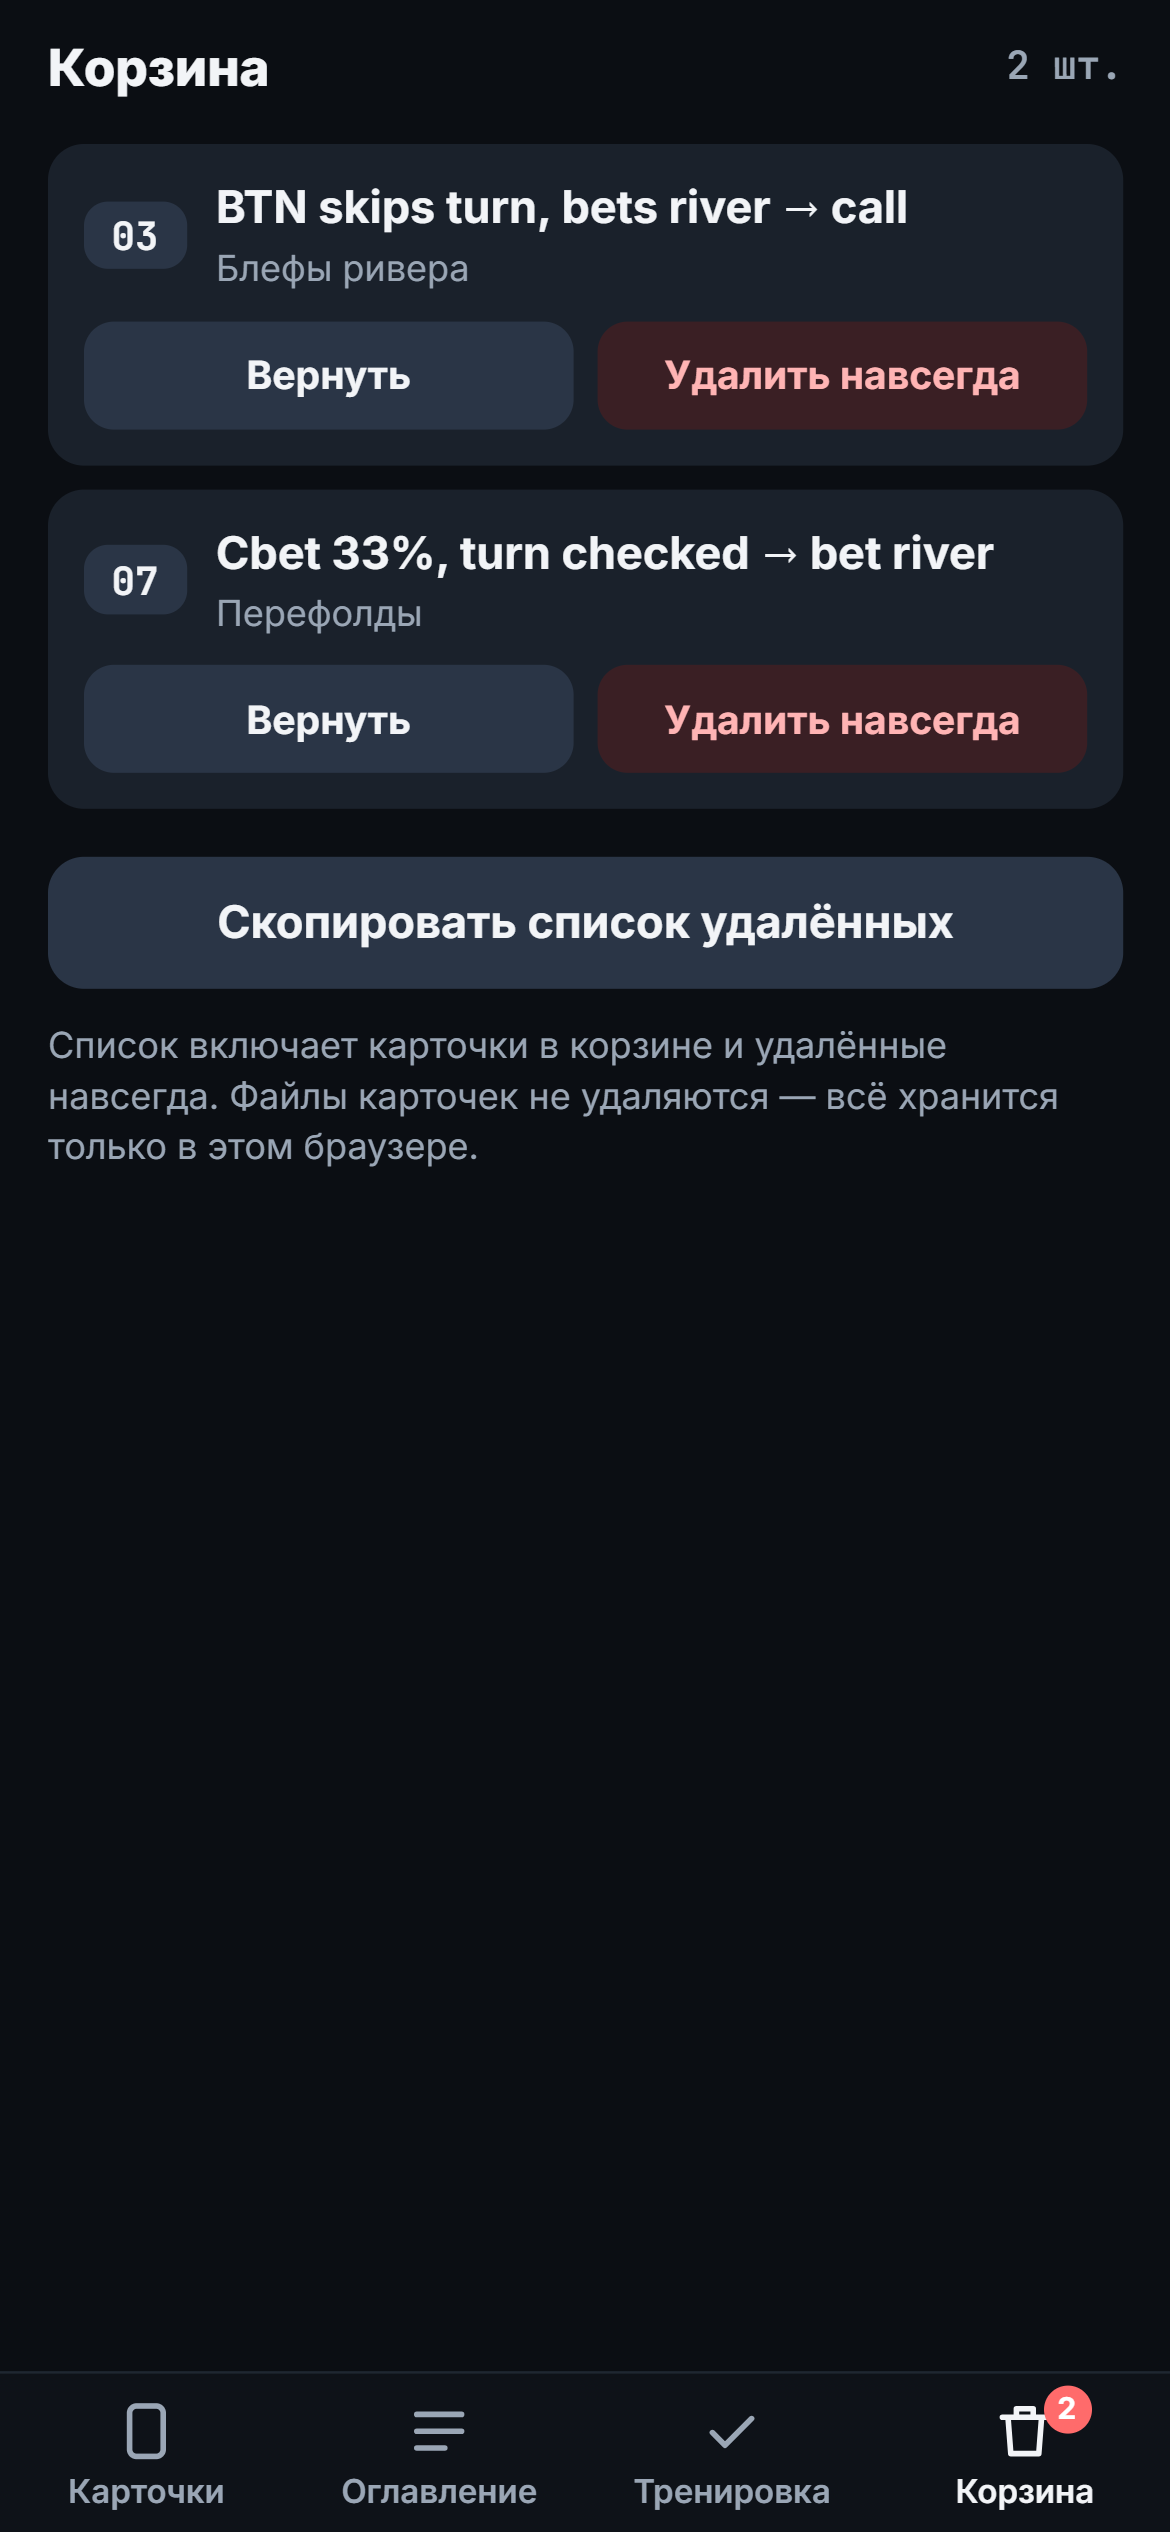 Корзина
2 шт.
03
BTN skips turn, bets river → call
Блефы ривера
Вернуть
Удалить навсегда
07
Cbet 33%, turn checked → bet river
Перефолды
Вернуть
Удалить навсегда
Скопировать список удалённых
Список включает карточки в корзине и удалённые
навсегда. Файлы карточек не удаляются — всё хранится
только в этом браузере.
2
Карточки
Оглавление
Тренировка
Корзина